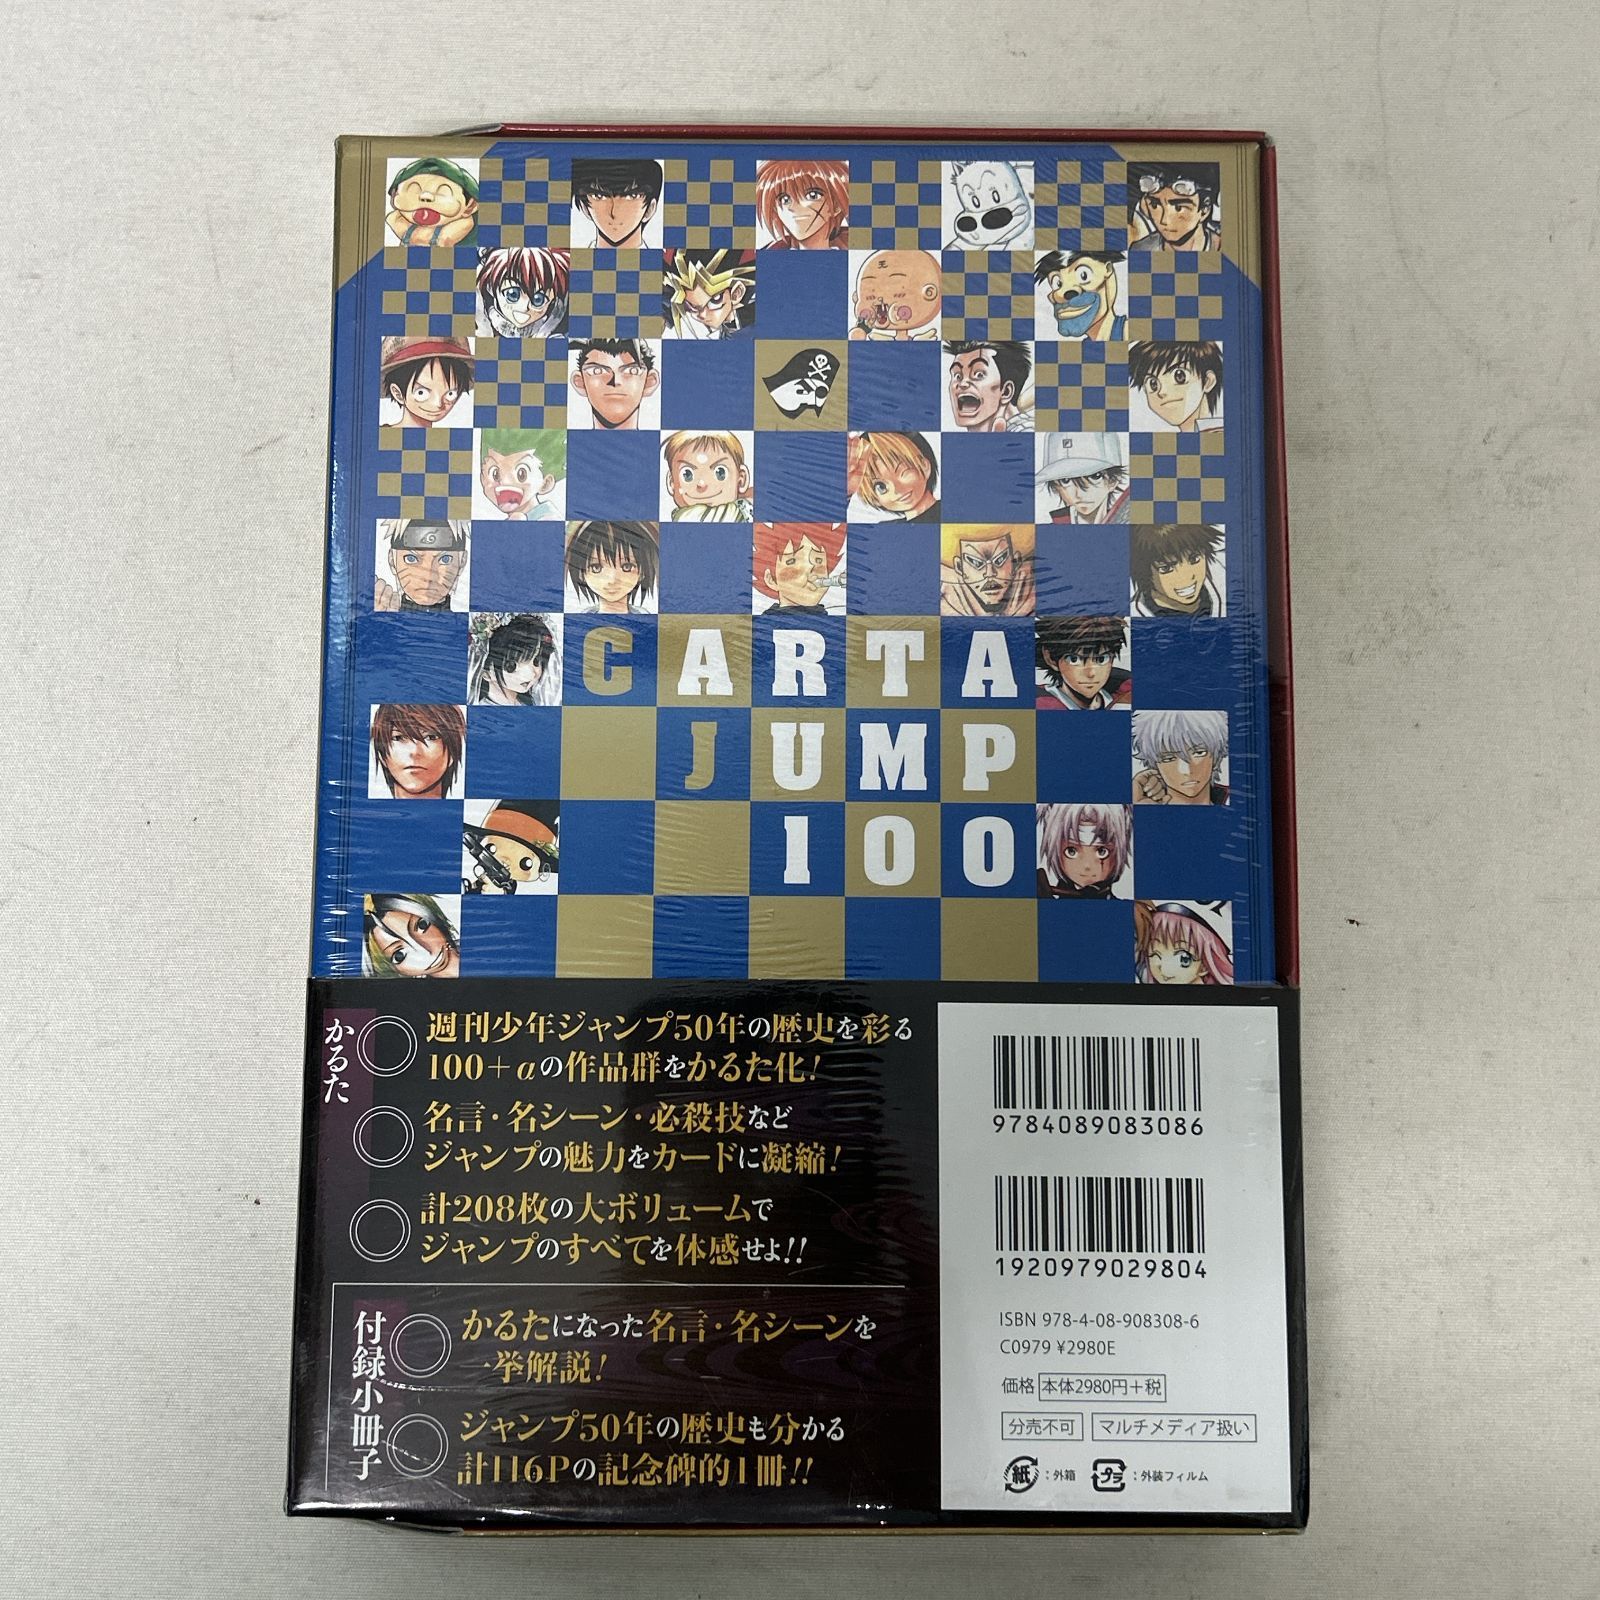 CARTA
JUMP
100
かるた
週刊少年ジャンプ50年の歴史を彩る
100+αの作品群をかるた化!
名言・名シーン・必殺技など
ジャンプの魅力をカードに凝縮!
計208枚の大ボリュームで
ジャンプのすべてを体感せよ!!
付録小冊子
かるたになった名言・名シーンを
一挙解説!
ジャンプ50年の歴史も分かる
計116Pの記念碑的1冊!!
9784089083086
1920979029804
ISBN 978-4-08-908308-6
C0979 ¥2980E
価格 本体2980円+税
分売不可 マルチメディア扱い
紙:外箱 プラ:外装フィルム